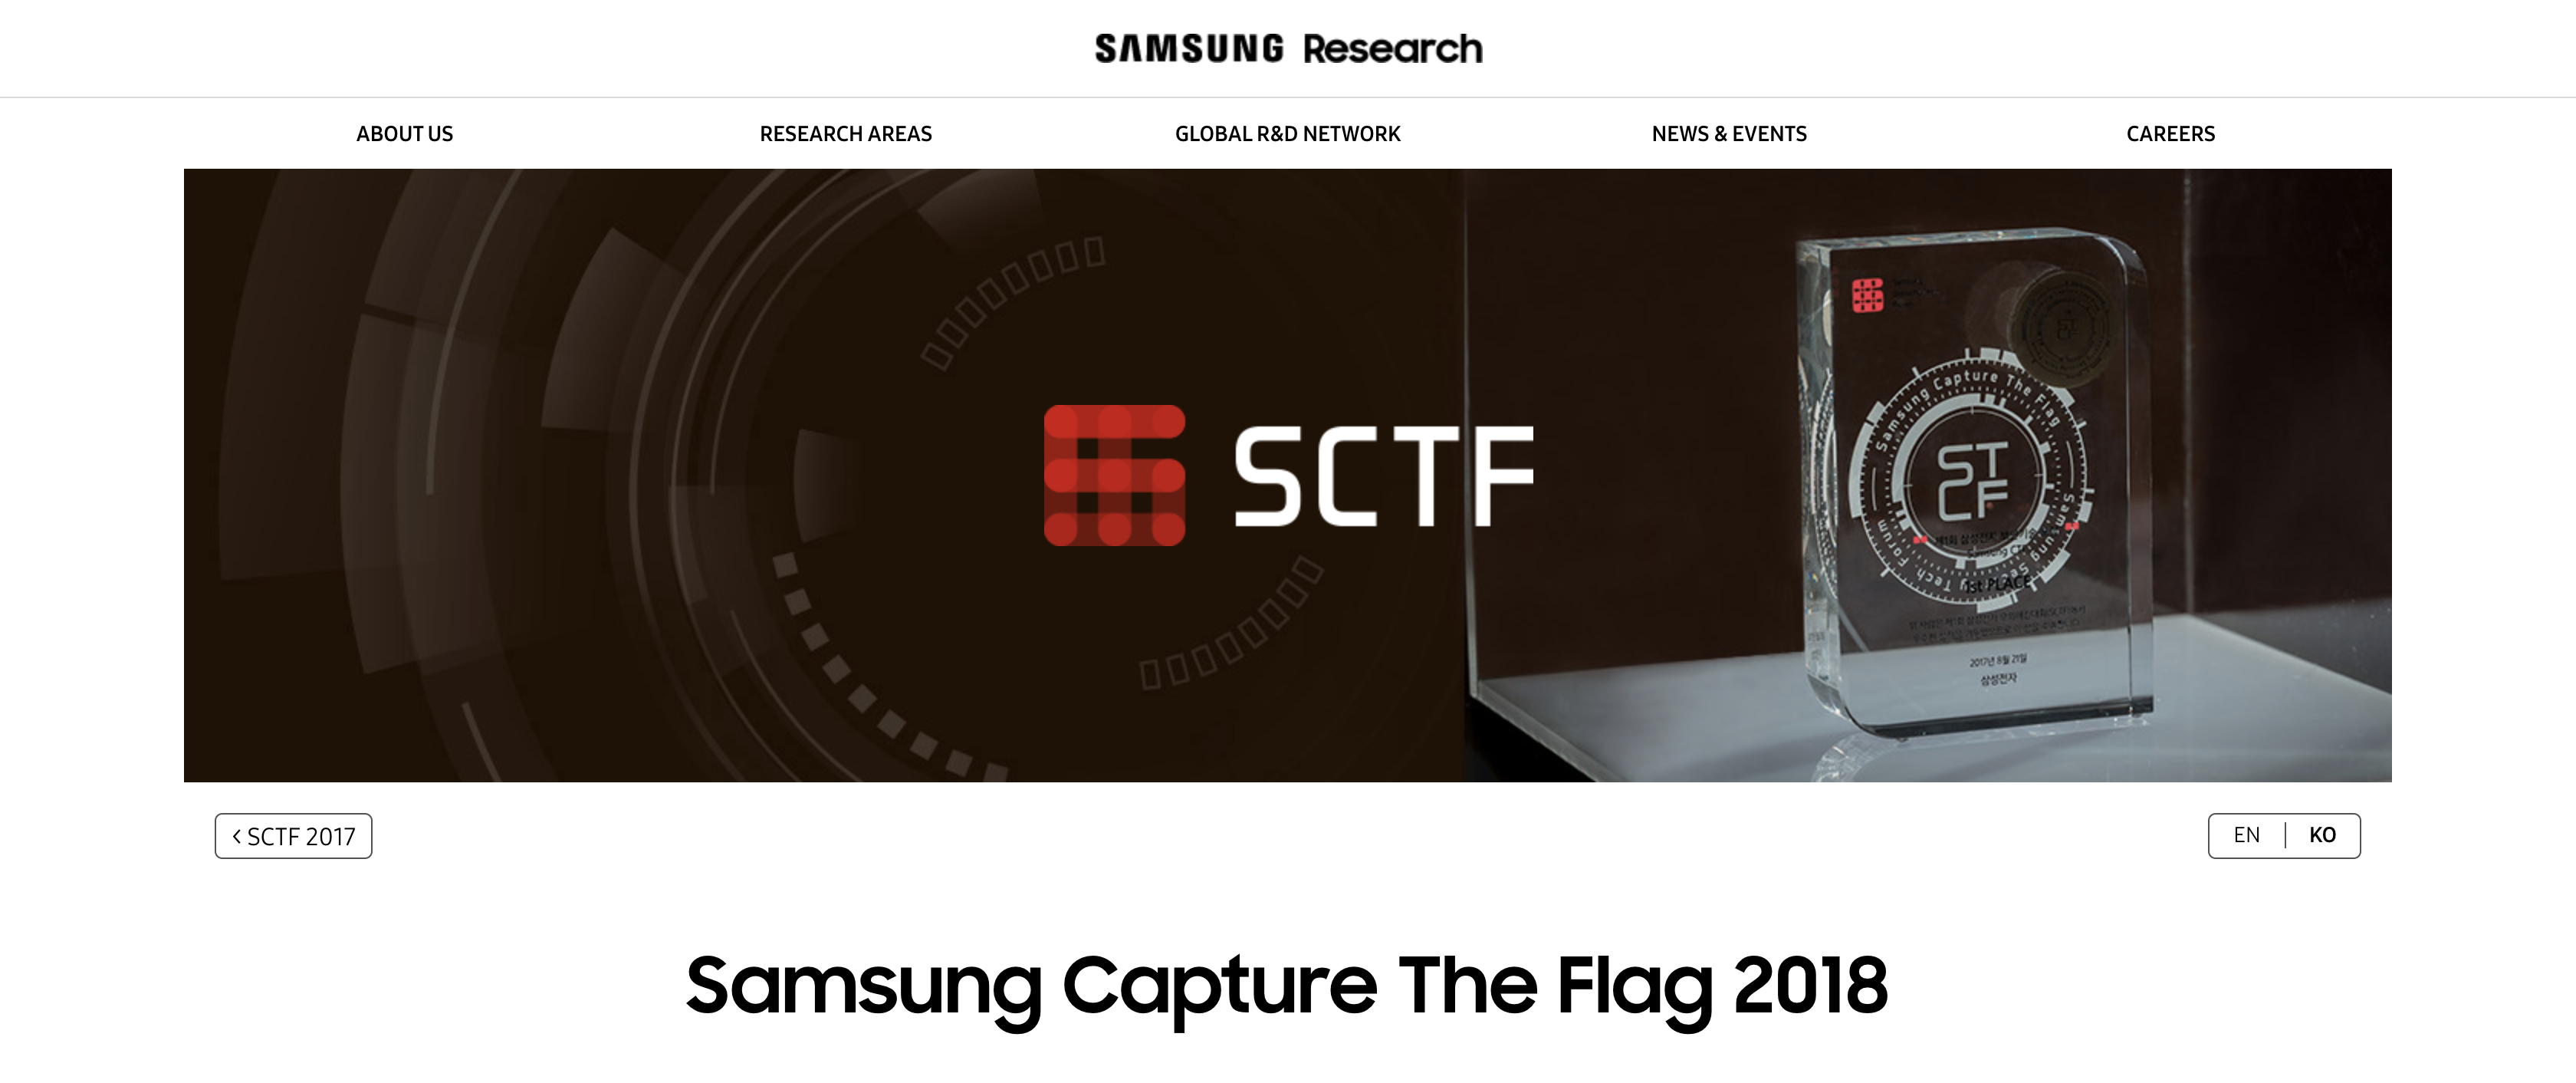 SAMSUNG Research
ABOUT US
RESEARCH AREAS
GLOBAL R&D NETWORK
NEWS & EVENTS
CAREERS
SCTF
Samsung Capture The Flag
Samsung Security Tech Forum
ST
CF
1st PLACE
2017년 8월 21일
삼성전자
< SCTF 2017
EN | KO
Samsung Capture The Flag 2018